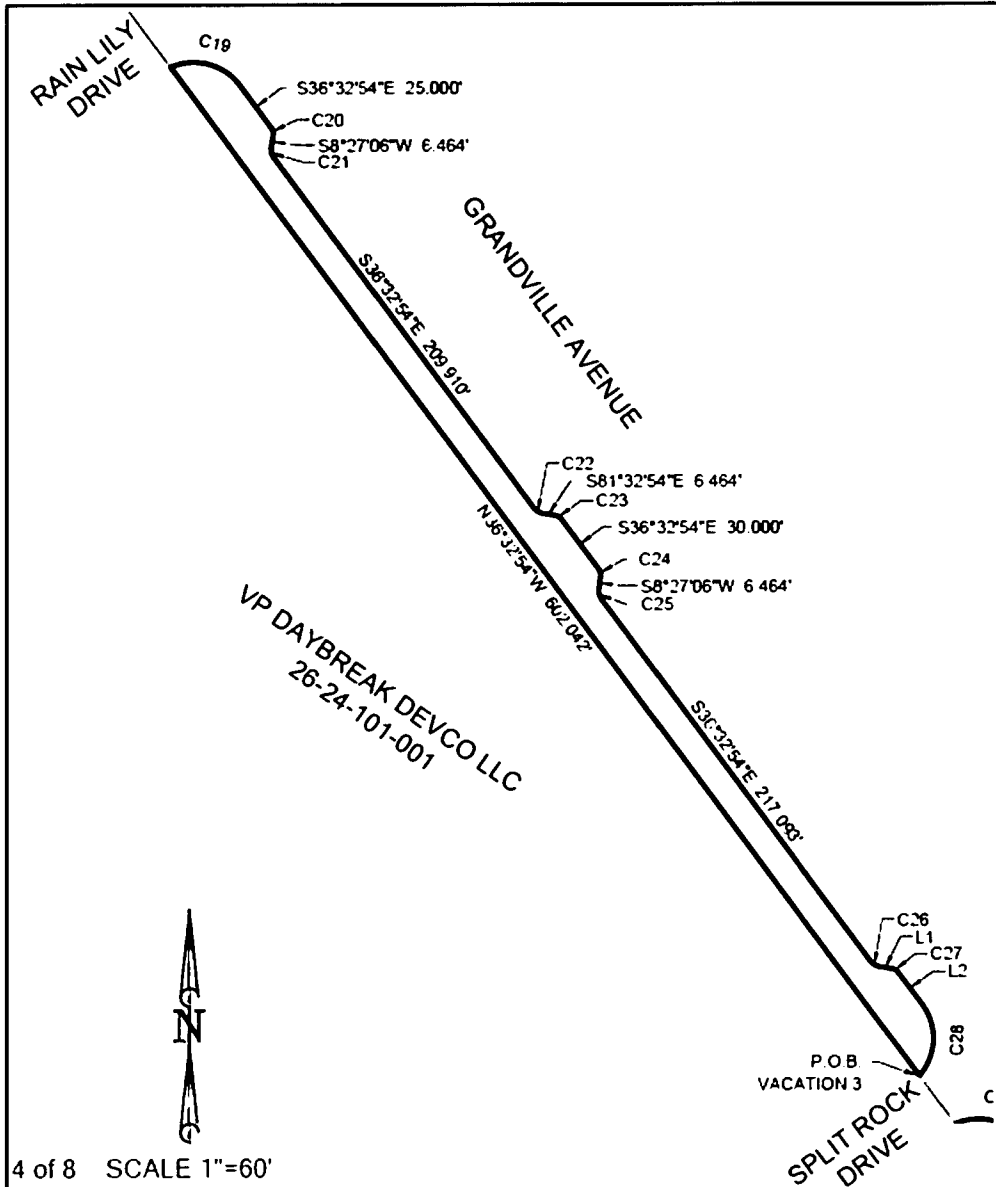 C19
RAIN LILY
DRIVE
S36°32'54"E 25.000'
C20
S8°27'06"W 6.464'
C21
GRANDVILLE AVENUE
S36°32'54"E 209.910'
C22
S81°32'54"E 6.464'
C23
S36°32'54"E 30.000'
C24
S8°27'06"W 6.464'
C25
N36°32'54"W 602.042'
VP DAYBREAK DEVCO LLC
26-24-101-001
S36°32'54"E 217.093'
C26
L1
C27
L2
C28
P.O.B.
VACATION 3
C
SPLIT ROCK
DRIVE
N
4 of 8 SCALE 1"=60'